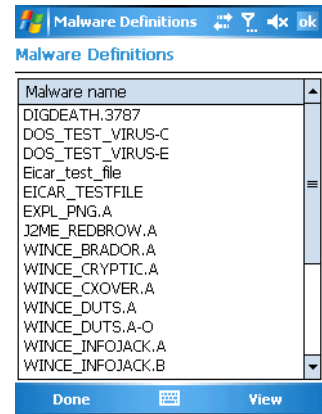 Malware Definitions ok
Malware Definitions
Malware name
DIGDEATH.3787
DOS_TEST_VIRUS-C
DOS_TEST_VIRUS-E
Eicar_test_file
EICAR_TESTFILE
EXPL_PNG.A
J2ME_REDBROW.A
WINCE_BRADOR.A
WINCE_CRYPTIC.A
WINCE_CXOVER.A
WINCE_DUTS.A
WINCE_DUTS.A-O
WINCE_INFOJACK.A
WINCE_INFOJACK.B
Done View